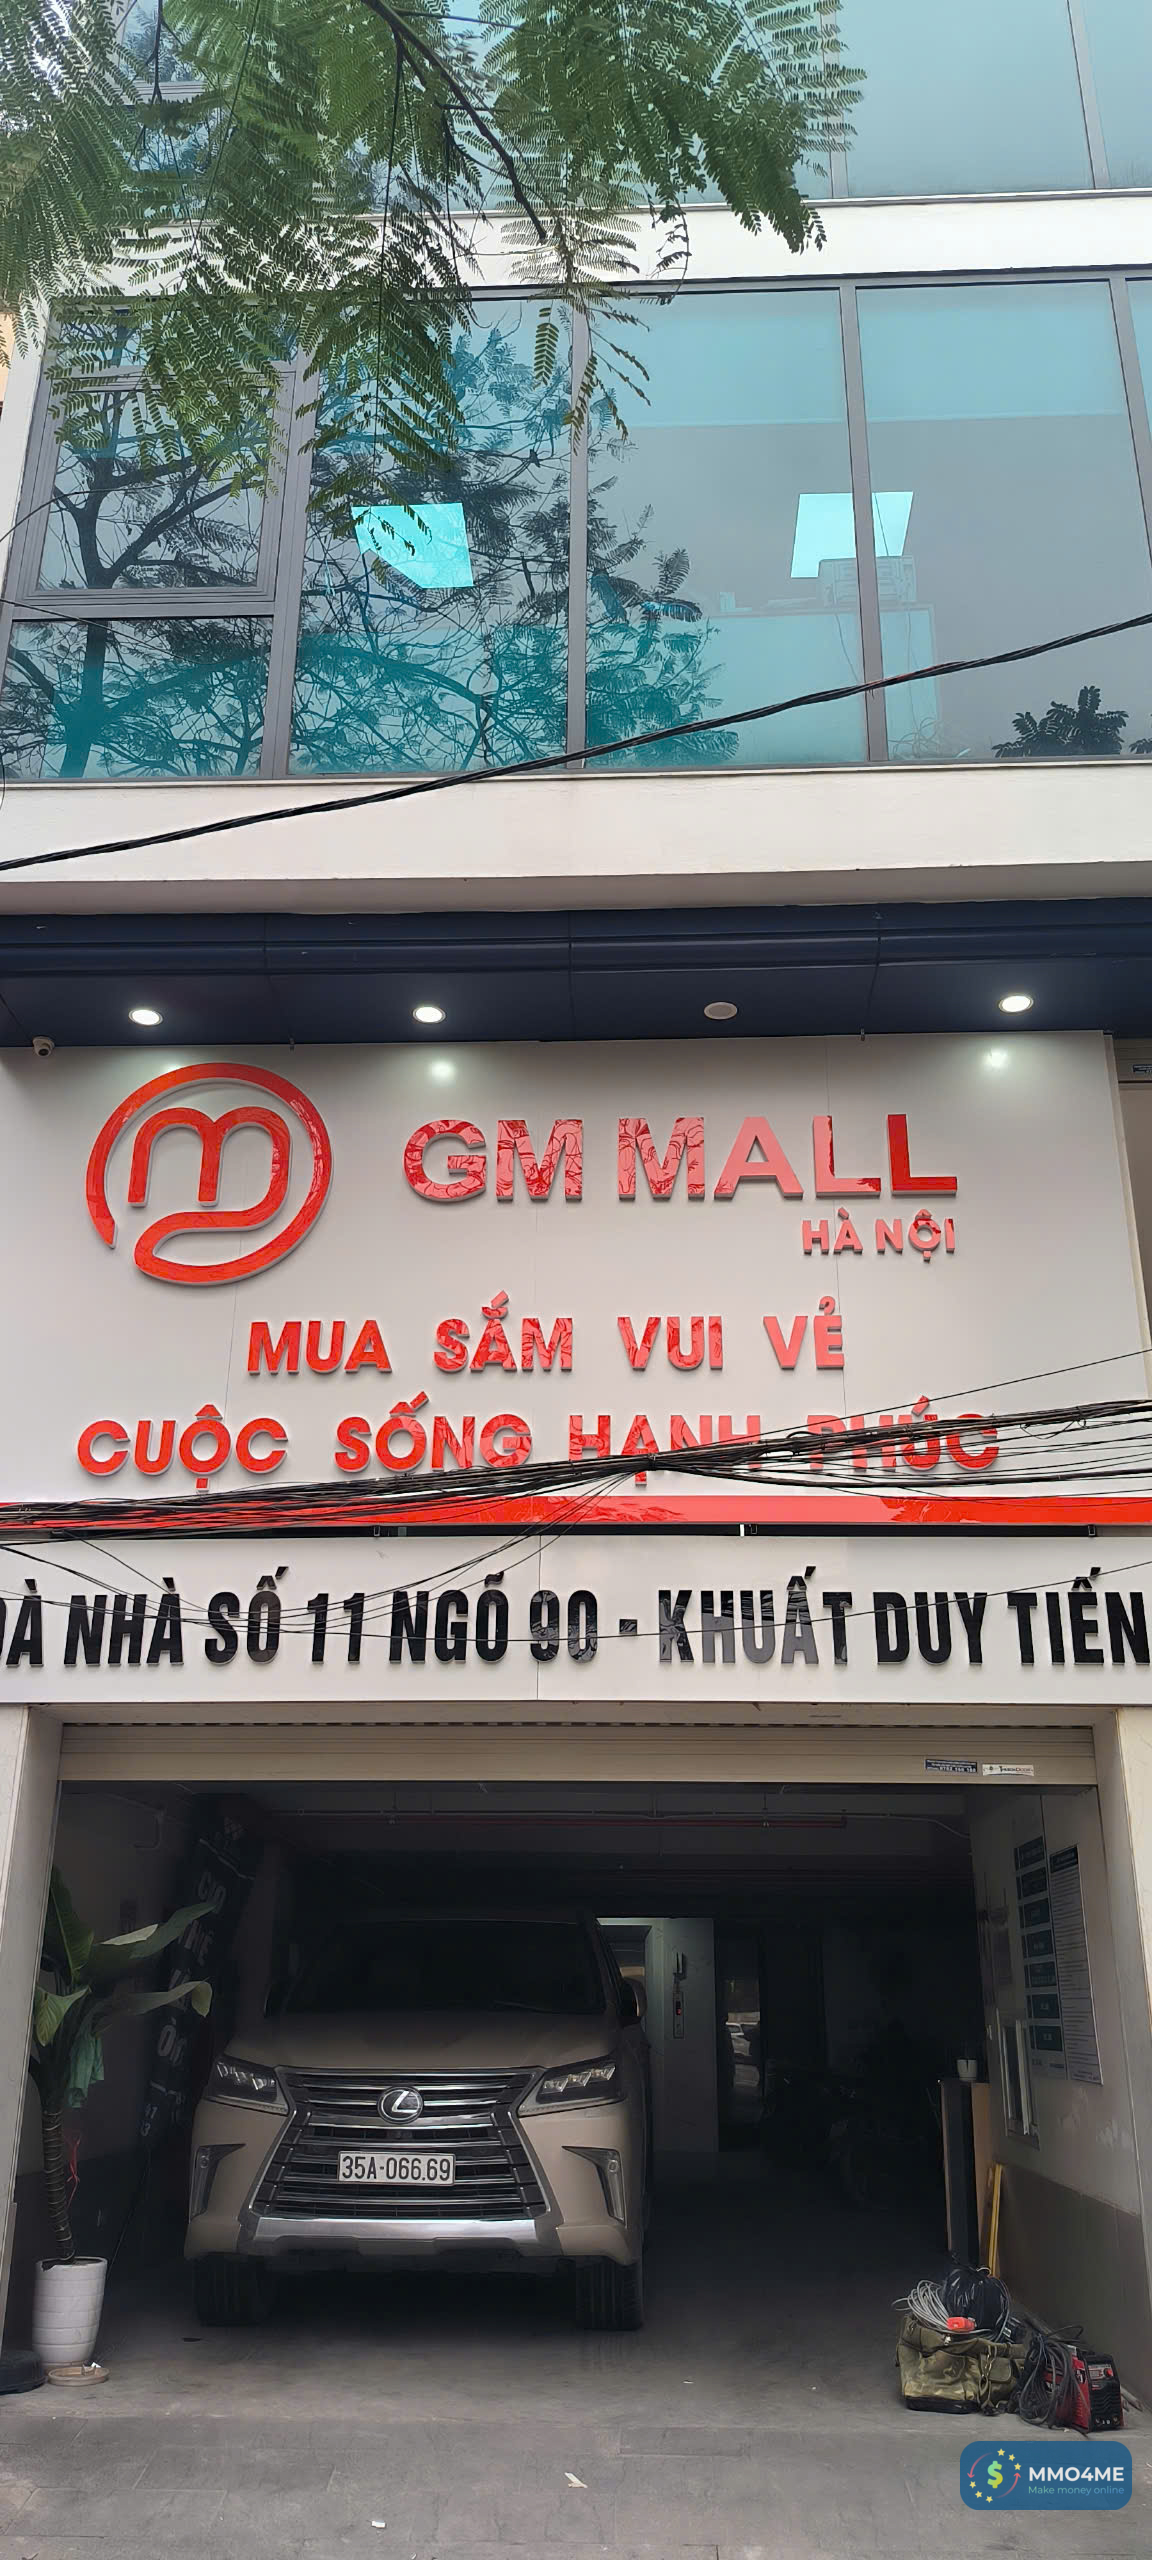 GM MALL
HÀ NỘI
MUA SẮM VUI VẺ
CUỘC SỐNG HẠNH PHÚC
OÀ NHÀ SỐ 11 NGÕ 90 - KHUẤT DUY TIẾN
35A-066.69
MMO4ME
Make money online